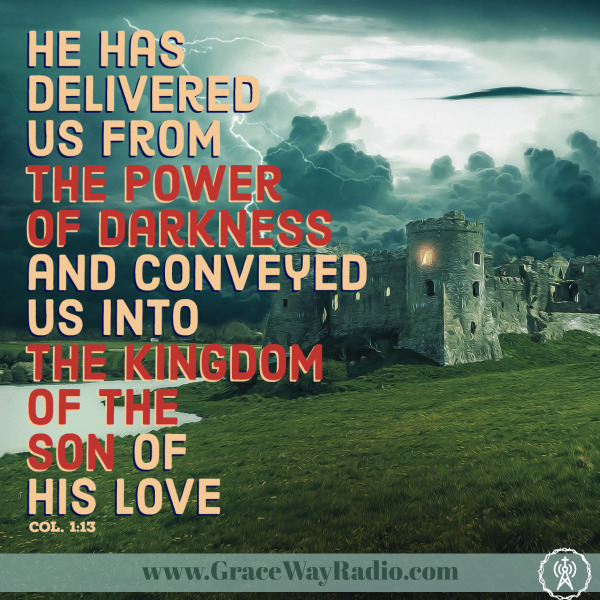 HE HAS
DELIVERED
US FROM
THE POWER
OF DARKNESS
AND CONVEYED
US INTO
THE KINGDOM
OF THE
SON OF
HIS LOVE
COL. 1:13
www.GraceWayRadio.com